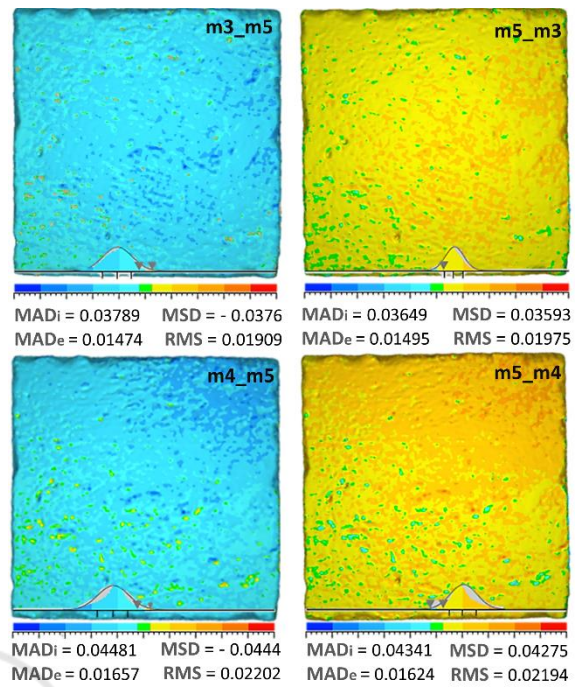 m3_m5
m5_m3
MADi = 0.03789 MSD = - 0.0376
MADe = 0.01474 RMS = 0.01909
MADi = 0.03649 MSD = 0.03593
MADe = 0.01495 RMS = 0.01975
m4_m5
m5_m4
MADi = 0.04481 MSD = - 0.0444
MADe = 0.01657 RMS = 0.02202
MADi = 0.04341 MSD = 0.04275
MADe = 0.01624 RMS = 0.02194